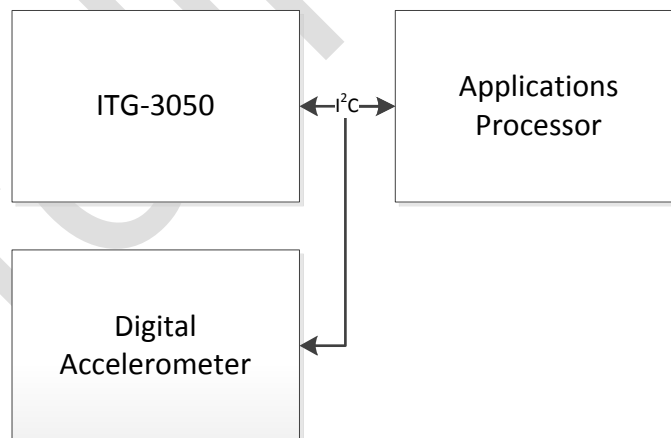 ITG-3050
I²C
Applications
Processor
Digital
Accelerometer